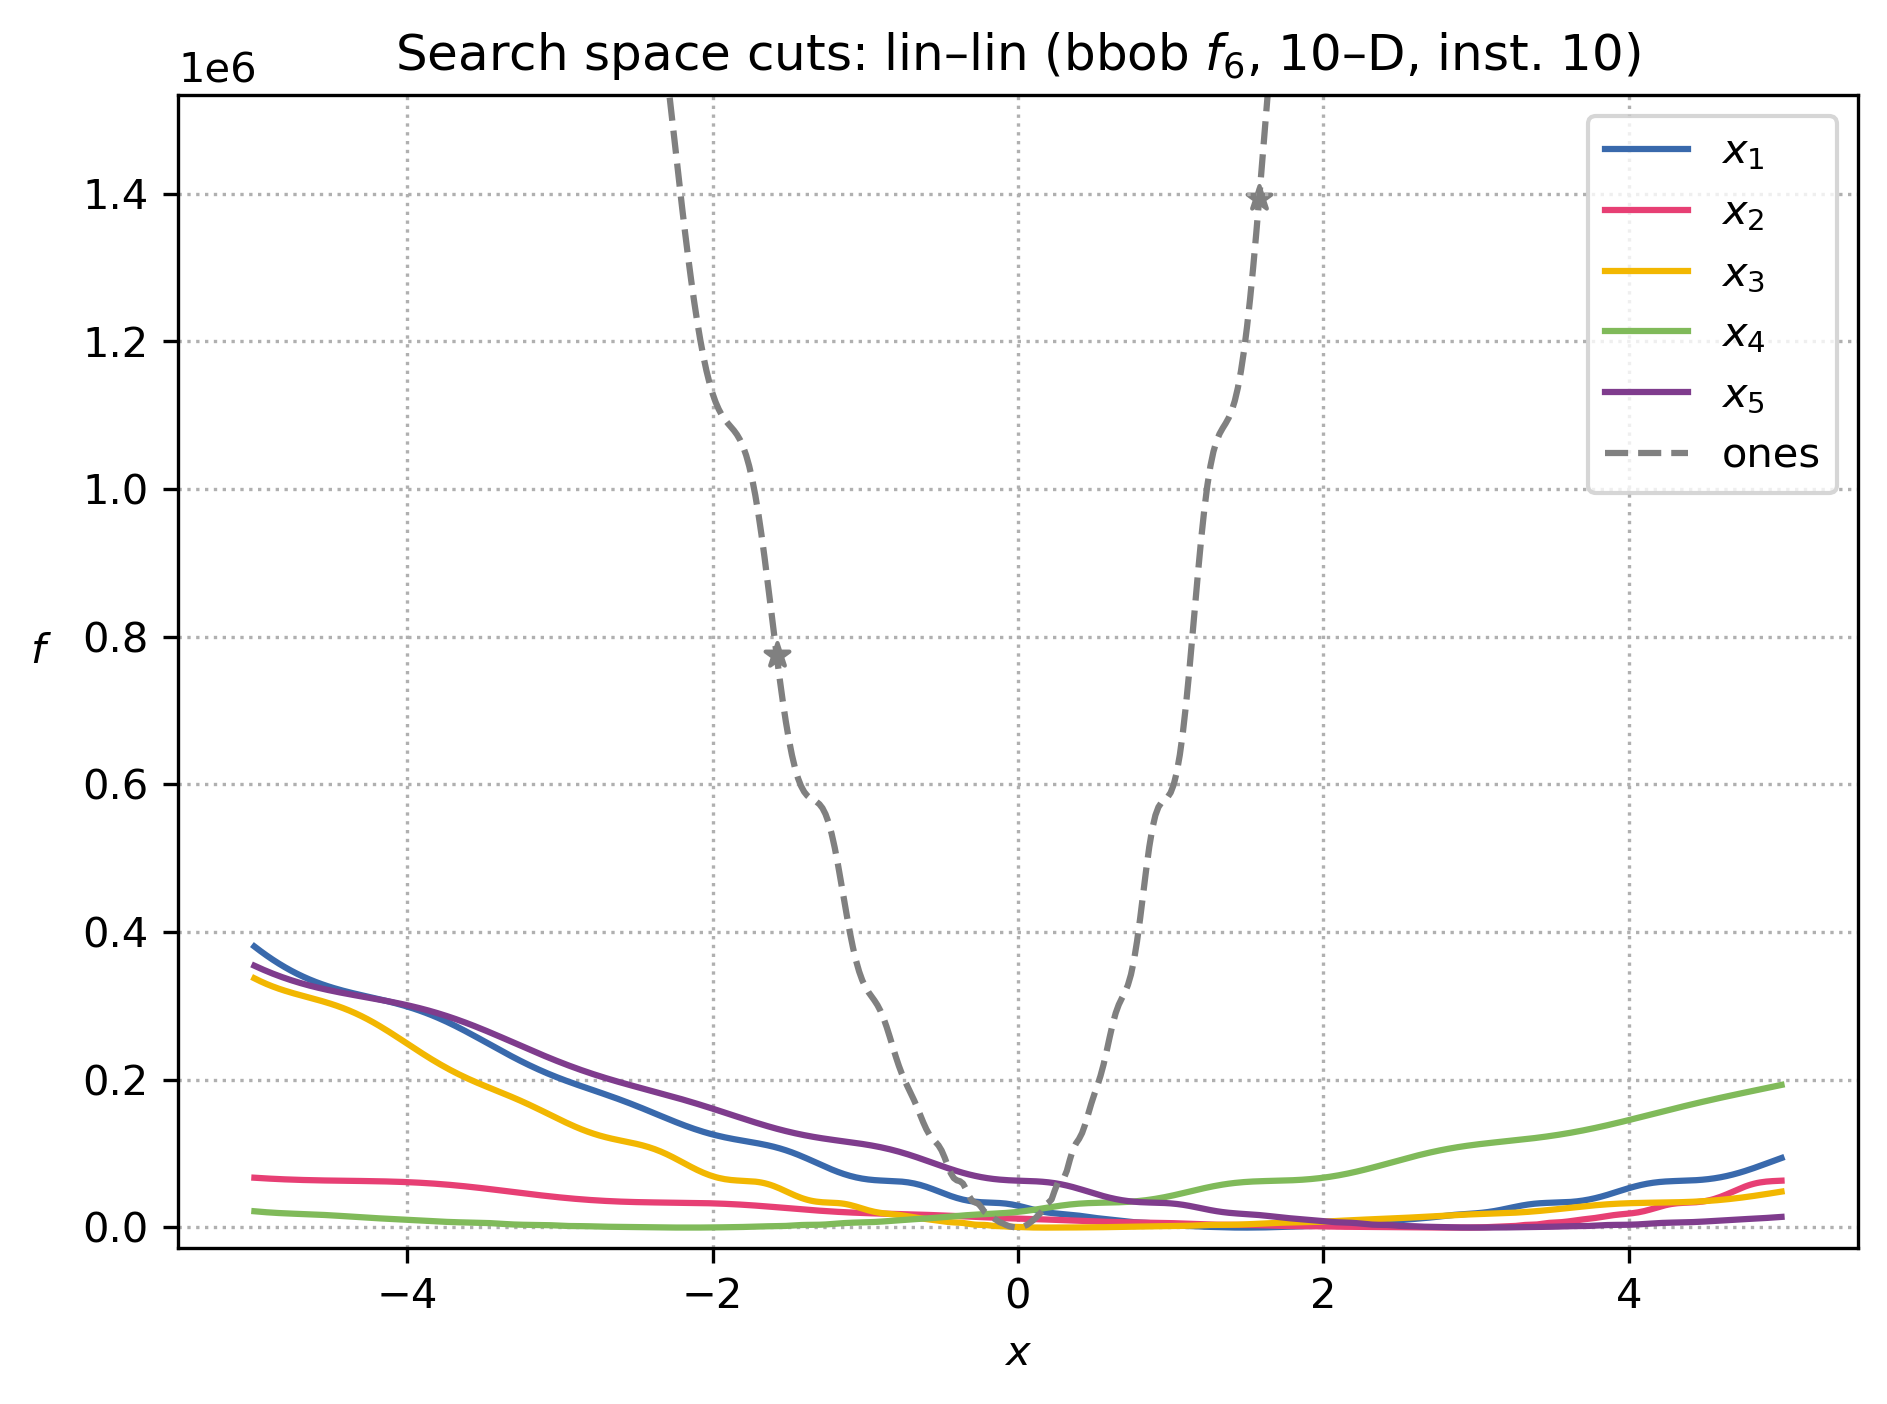 Search space cuts: lin–lin (bbob f₆, 10–D, inst. 10)
1e6
1.4
1.2
1.0
0.8
0.6
0.4
0.2
0.0
f
−4
−2
0
2
4
x
x₁
x₂
x₃
x₄
x₅
ones